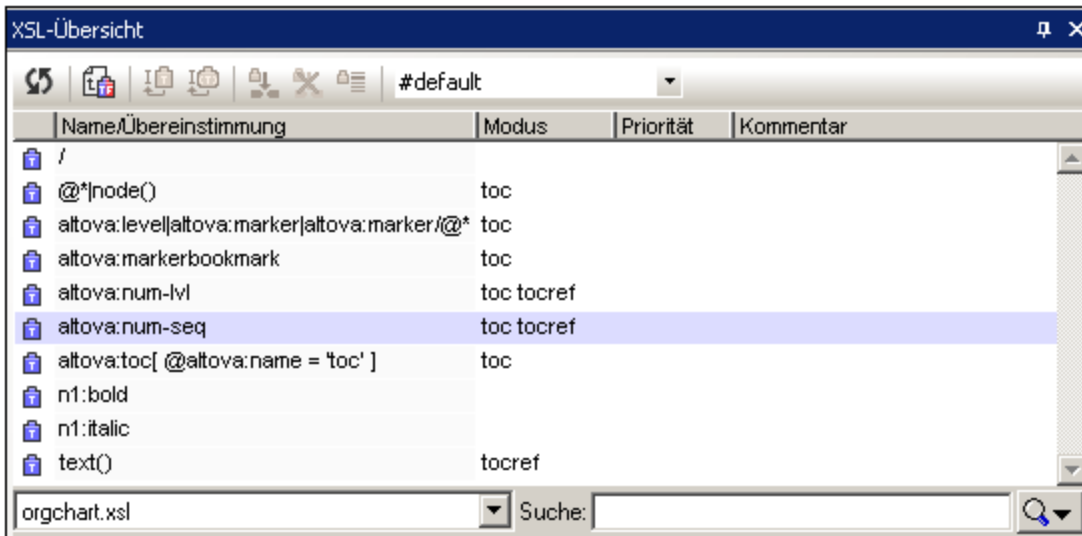 XSL-Übersicht
#default
Name/Übereinstimmung Modus Priorität Kommentar
/
@*|node() toc
altova:level|altova:marker|altova:marker/@* toc
altova:markerbookmark toc
altova:num-lvl toc tocref
altova:num-seq toc tocref
altova:toc[ @altova:name = 'toc' ] toc
n1:bold
n1:italic
text() tocref
orgchart.xsl Suche: